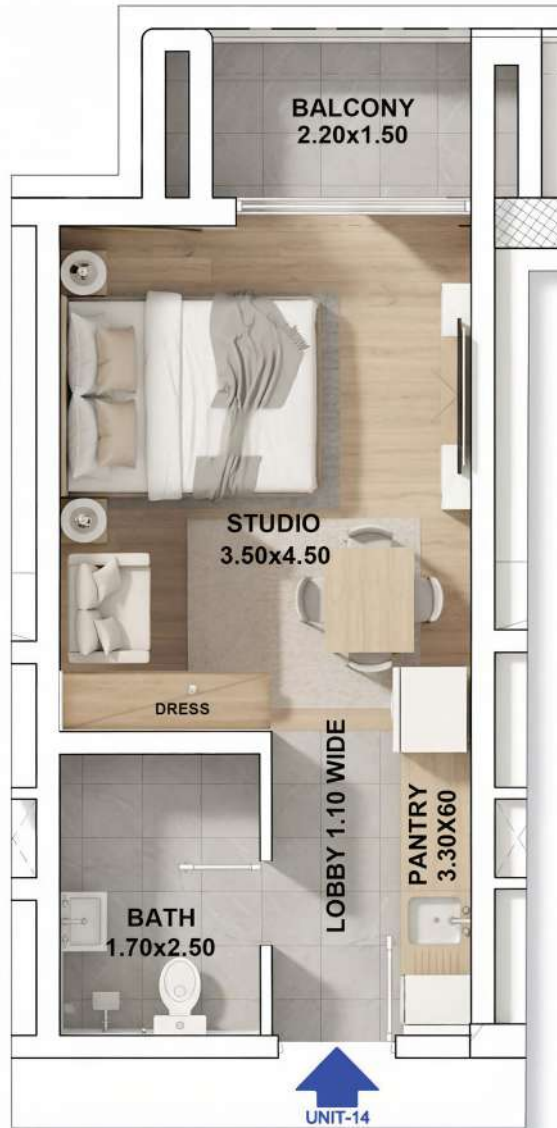 BALCONY
2.20x1.50
STUDIO
3.50x4.50
DRESS
LOBBY 1.10 WIDE
PANTRY
3.30X60
BATH
1.70x2.50
UNIT-14